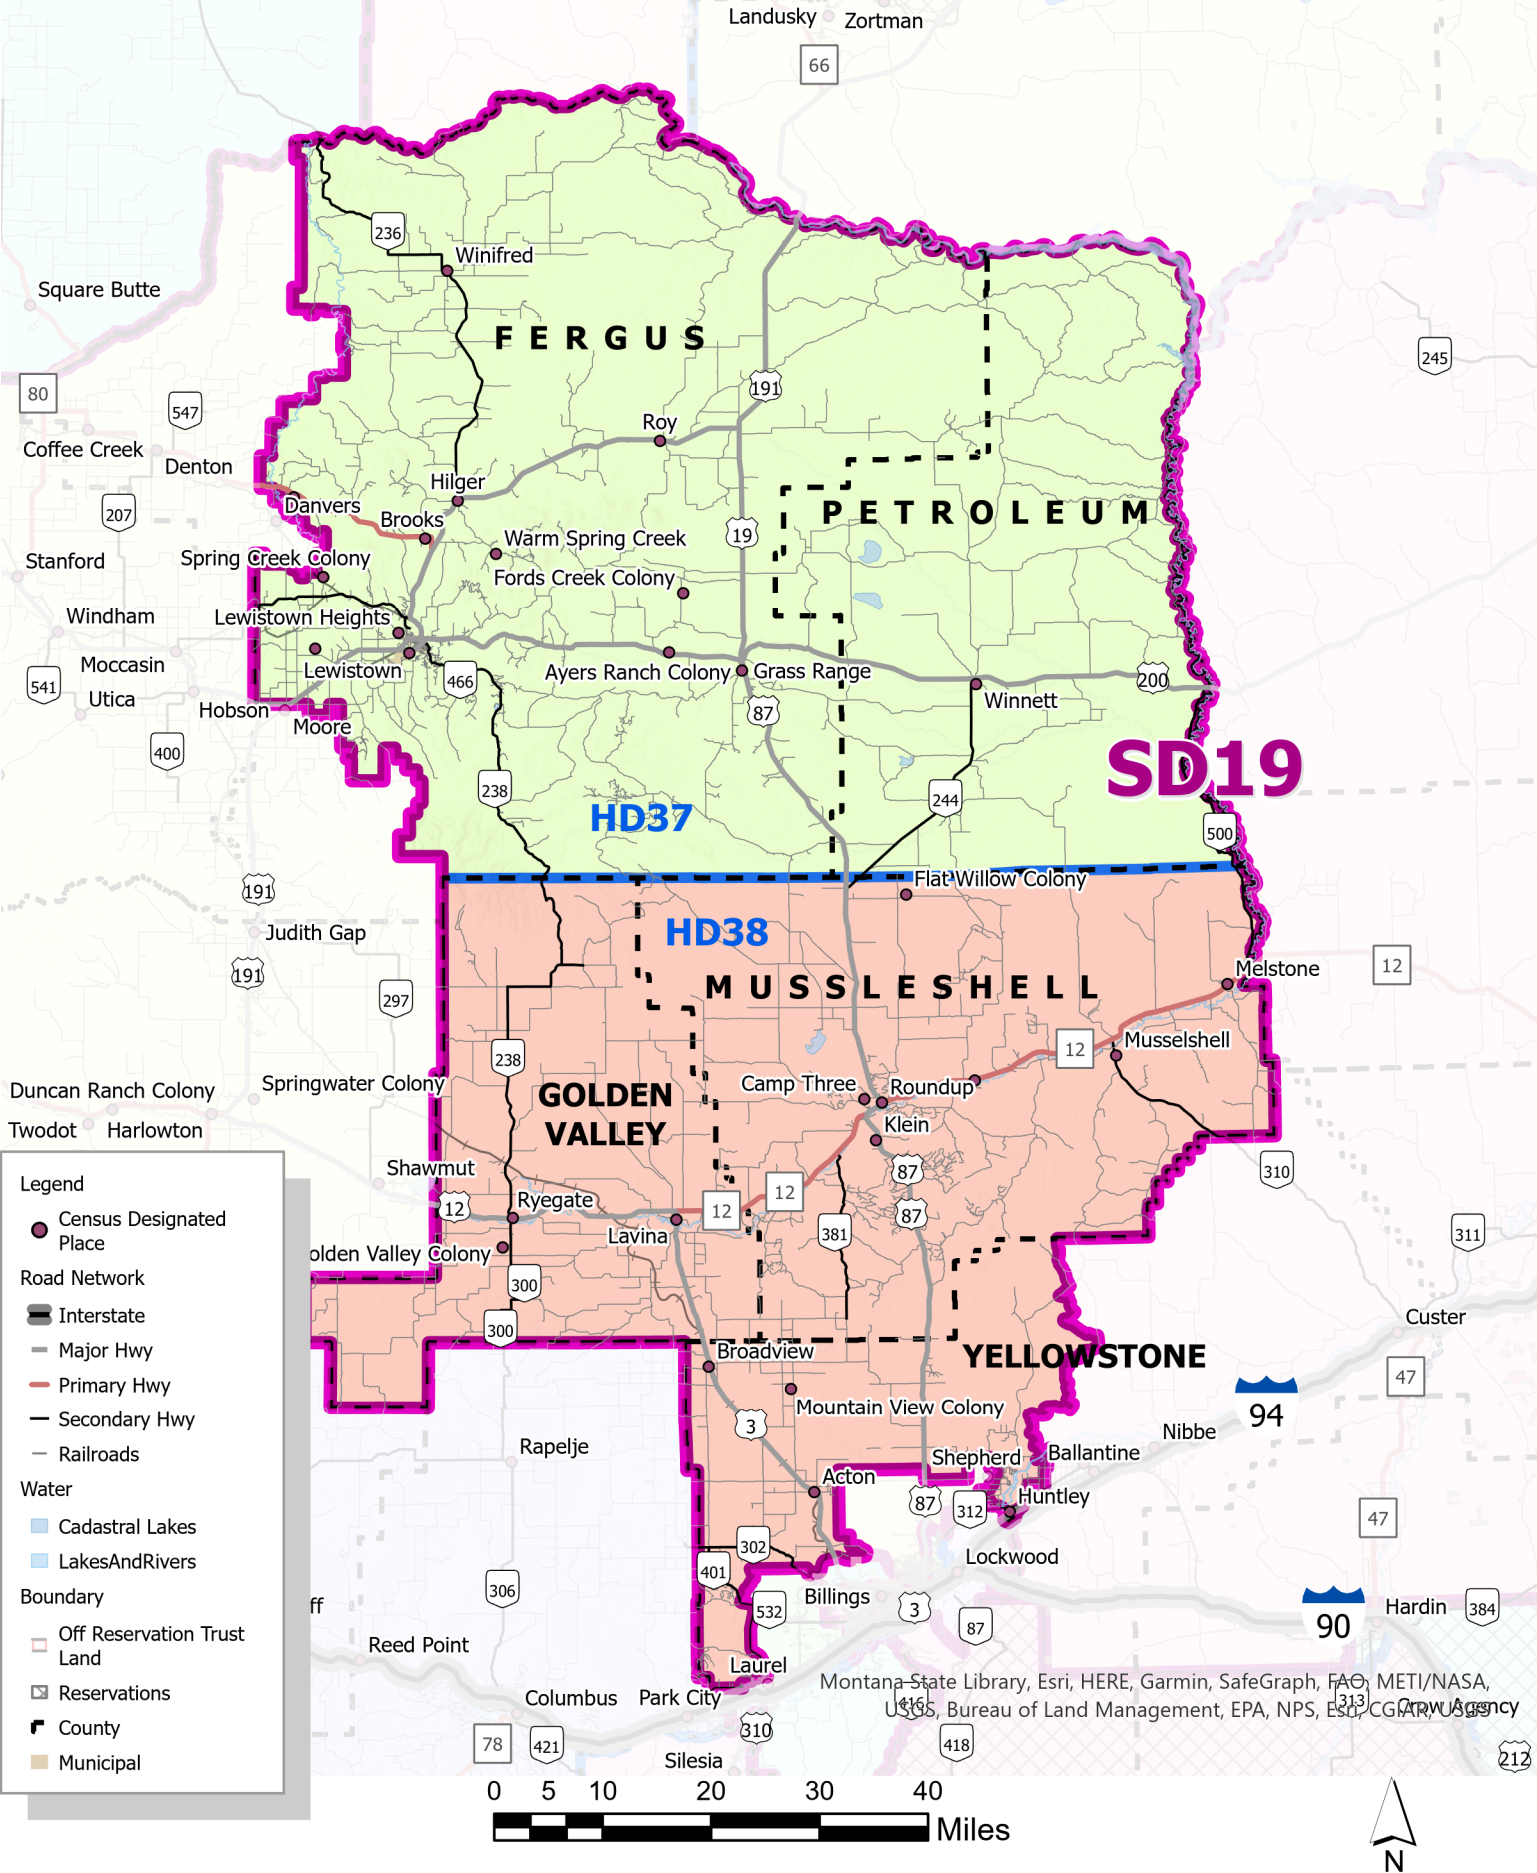 Landusky
Zortman
66
236
Winifred
Square Butte
FERGUS
245
80
191
547
Roy
Coffee Creek
Denton
Hilger
Danvers
PETROLEUM
207
Brooks
19
Warm Spring Creek
Stanford
Spring Creek Colony
Fords Creek Colony
Windham
Lewistown Heights
Moccasin
Lewistown
466
Ayers Ranch Colony
Grass Range
200
541
Utica
Winnett
Hobson
87
Moore
400
SD19
238
244
HD37
500
191
Flat Willow Colony
Judith Gap
HD38
191
12
Melstone
297
MUSSLESHELL
238
12
Musselshell
Duncan Ranch Colony
Springwater Colony
Camp Three
Roundup
GOLDEN
VALLEY
Twodot
Harlowton
Klein
Shawmut
87
310
12
Ryegate
12
12
87
Lavina
381
311
olden Valley Colony
300
300
Custer
Broadview
YELLOWSTONE
47
Mountain View Colony
94
3
Nibbe
Rapelje
Shepherd
Ballantine
Acton
87
312
Huntley
47
302
Lockwood
401
306
Billings
532
3
87
ff
90
Hardin
384
Reed Point
Laurel
Columbus
Park City
416
313
Crow Agency
310
78
421
418
212
Silesia
Legend
Census Designated
Place
Road Network
Interstate
Major Hwy
Primary Hwy
Secondary Hwy
Railroads
Water
Cadastral Lakes
LakesAndRivers
Boundary
Off Reservation Trust
Land
Reservations
County
Municipal
Montana State Library, Esri, HERE, Garmin, SafeGraph, FAO, METI/NASA,
USGS, Bureau of Land Management, EPA, NPS, Esri, CGIAR, USGS
0 5 10 20 30 40
Miles
N